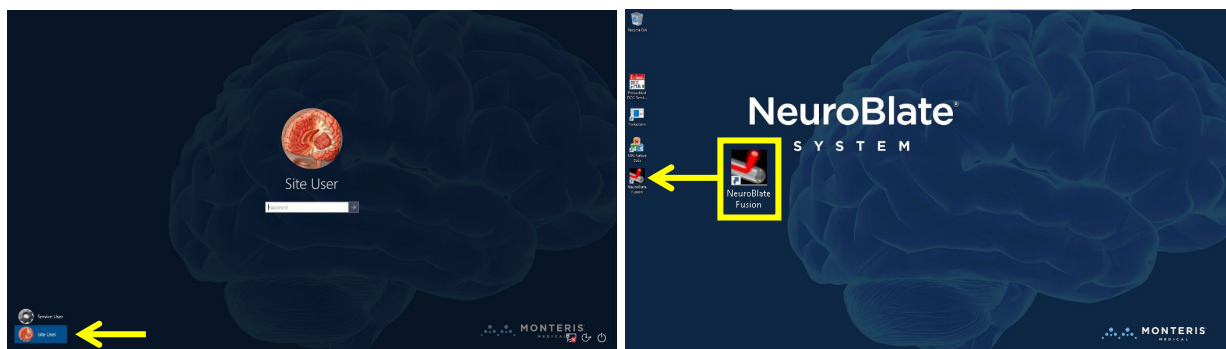 Site User
Password
Service User
Site User
MONTERIS
MEDICAL
Recycle Bin
NeuroBlate
Fusion
NeuroBlate®
SYSTEM
NeuroBlate
Fusion
MONTERIS
MEDICAL